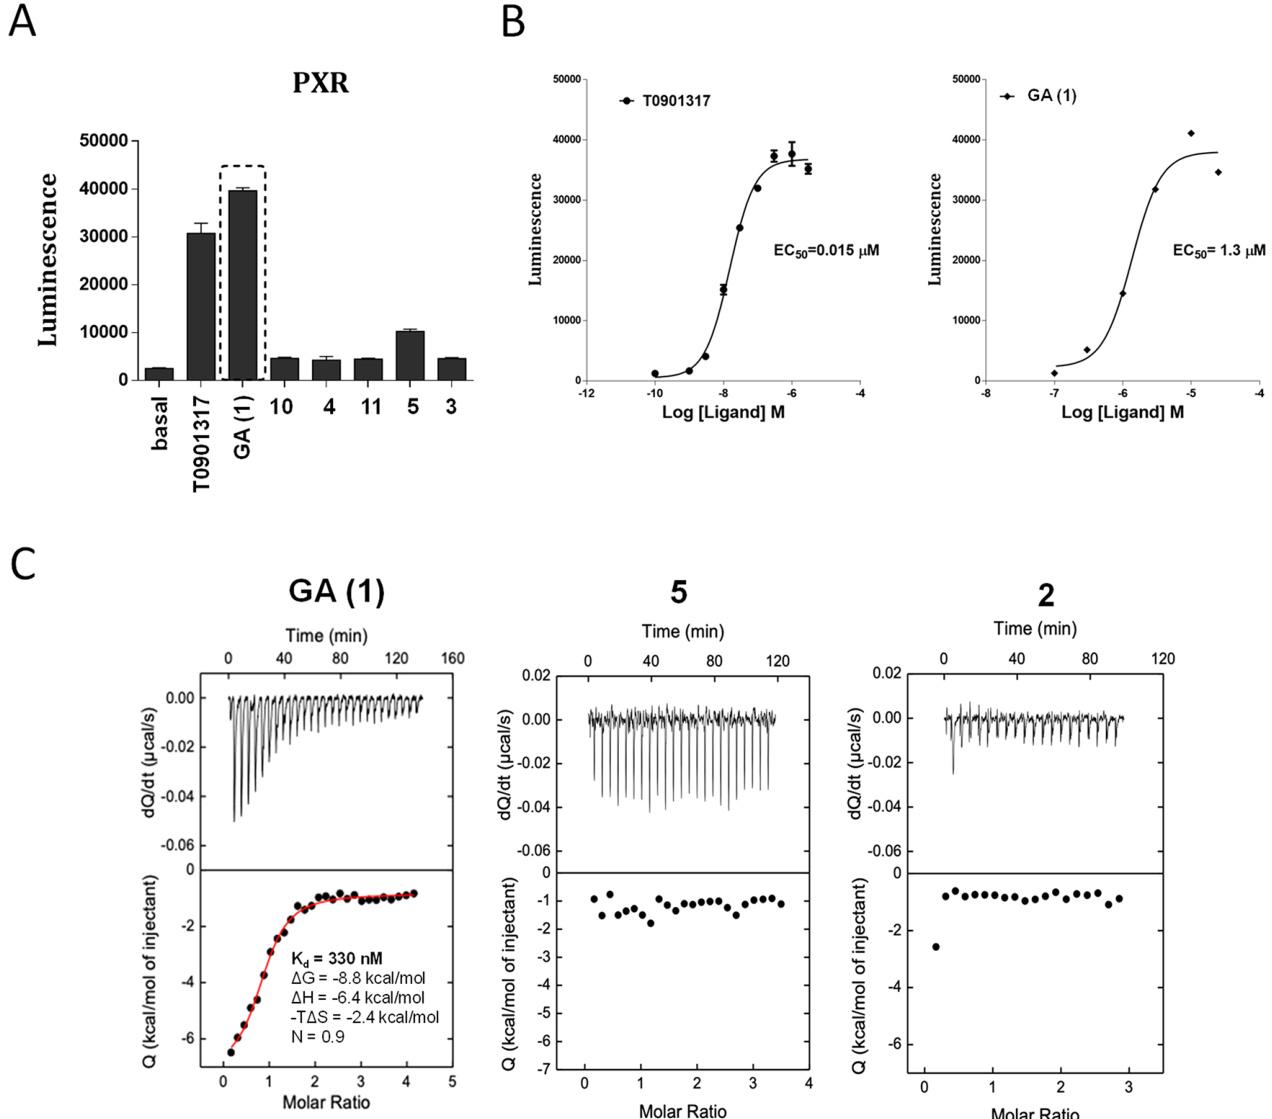 A
PXR
Luminescence
50000
40000
30000
20000
10000
0
basal
T0901317
GA (1)
10
4
11
5
3
B
T0901317
Luminescence
50000
40000
30000
20000
10000
0
EC50=0.015 µM
-12 -10 -8 -6 -4
Log [Ligand] M
GA (1)
Luminescence
50000
40000
30000
20000
10000
0
EC50= 1.3 µM
-8 -7 -6 -5 -4
Log [Ligand] M
C
GA (1)
Time (min)
0 40 80 120 160
dQ/dt (µcal/s)
0.00
-0.02
-0.04
-0.06
Q (kcal/mol of injectant)
0
-2
-4
-6
Kd = 330 nM
ΔG = -8.8 kcal/mol
ΔH = -6.4 kcal/mol
-TΔS = -2.4 kcal/mol
N = 0.9
0 1 2 3 4 5
Molar Ratio
5
Time (min)
0 40 80 120
dQ/dt (µcal/s)
0.02
0.00
-0.02
-0.04
-0.06
Q (kcal/mol of injectant)
0
-1
-2
-3
-4
-5
-6
-7
0 1 2 3 4
Molar Ratio
2
Time (min)
0 40 80 120
dQ/dt (µcal/s)
0.02
0.00
-0.02
-0.04
-0.06
Q (kcal/mol of injectant)
0
-2
-4
-6
0 1 2 3
Molar Ratio